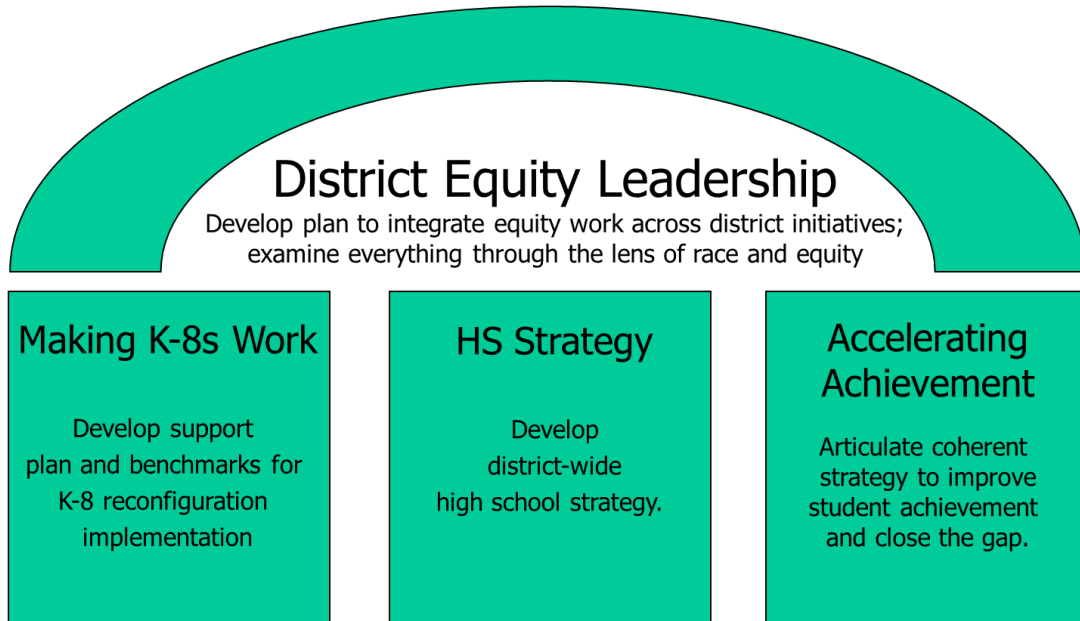 District Equity Leadership
Develop plan to integrate equity work across district initiatives;
examine everything through the lens of race and equity
Making K-8s Work
Develop support
plan and benchmarks for
K-8 reconfiguration
implementation
HS Strategy
Develop
district-wide
high school strategy.
Accelerating
Achievement
Articulate coherent
strategy to improve
student achievement
and close the gap.